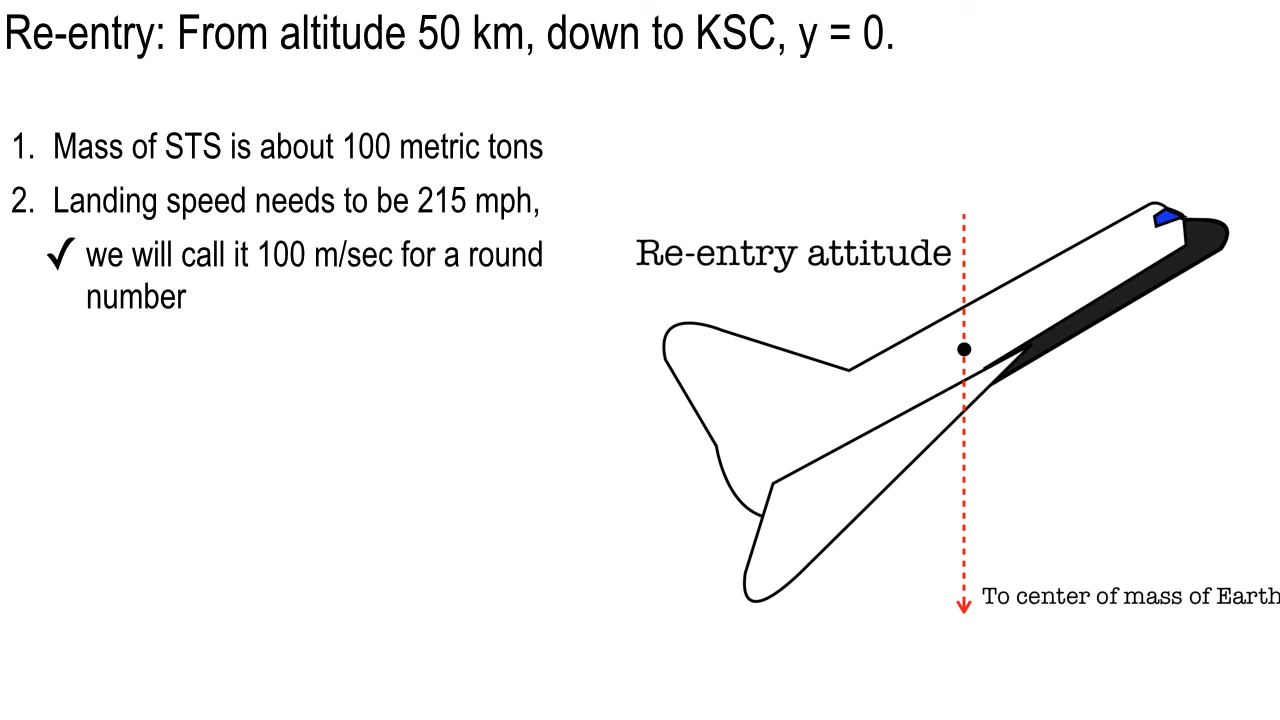 Re-entry: From altitude 50 km, down to KSC, y = 0.
1. Mass of STS is about 100 metric tons
2. Landing speed needs to be 215 mph,
✓ we will call it 100 m/sec for a round
number
Re-entry attitude
To center of mass of Earth